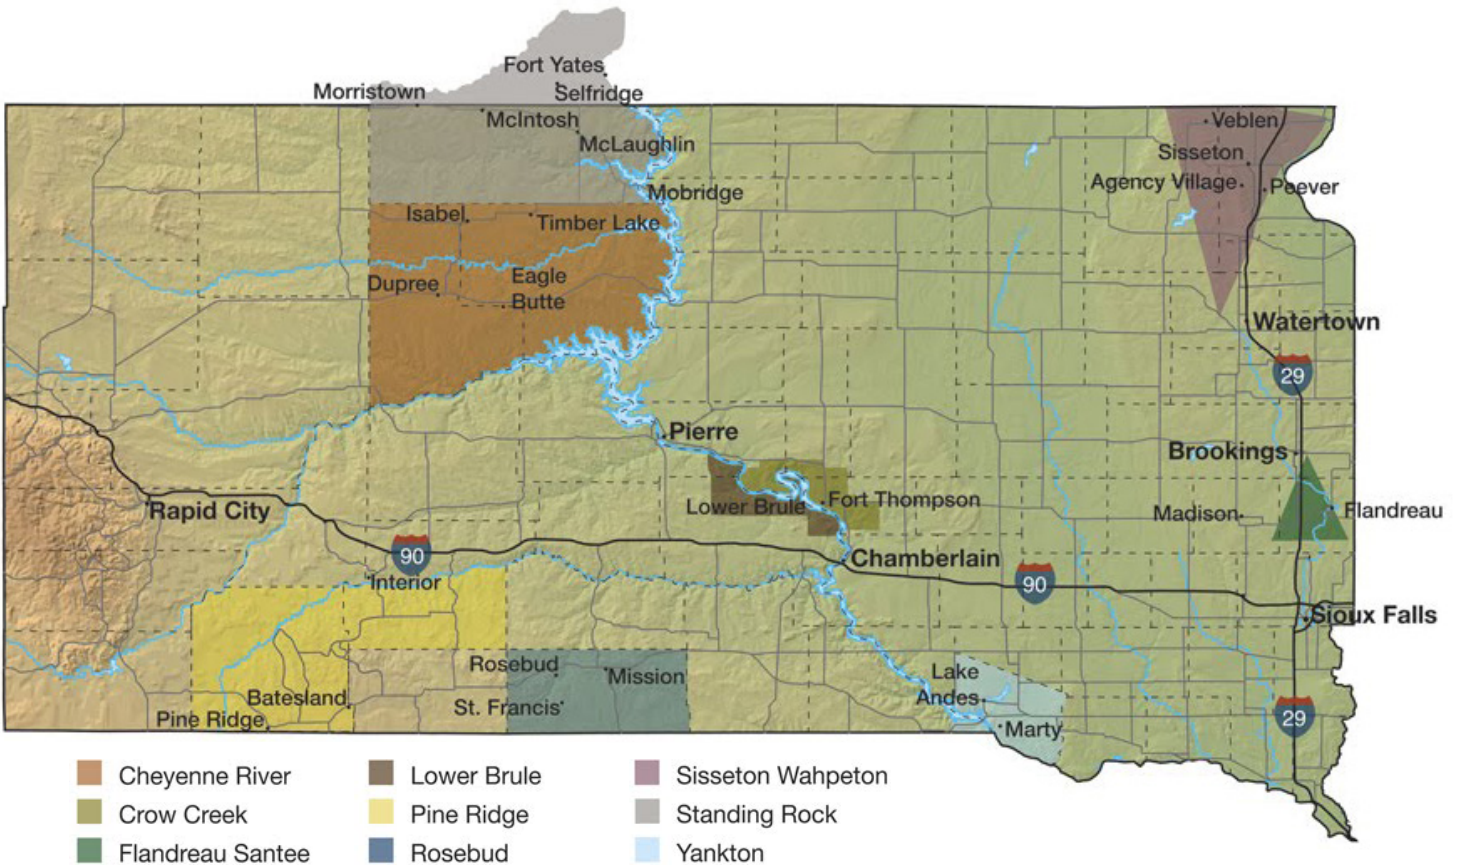 Fort Yates
Morristown
Selfridge
McIntosh
McLaughlin
Mobridge
Isabel
Timber Lake
Dupree
Eagle
Butte
Veblen
Sisseton
Agency Village
Peever
Watertown
29
Pierre
Brookings
Lower Brule
Fort Thompson
Madison
Flandreau
Rapid City
90
Interior
Chamberlain
90
Sioux Falls
Rosebud
Mission
St. Francis
Batesland
Pine Ridge
Lake
Andes
Marty
29
Cheyenne River
Lower Brule
Sisseton Wahpeton
Crow Creek
Pine Ridge
Standing Rock
Flandreau Santee
Rosebud
Yankton